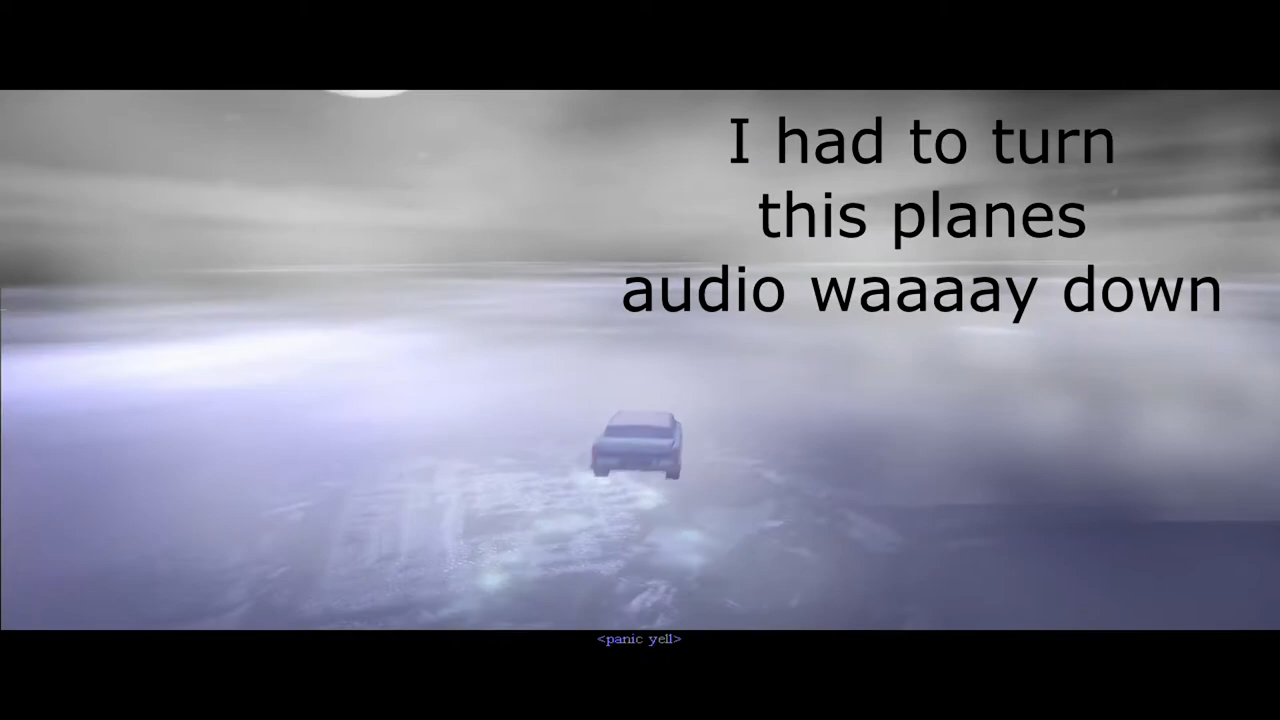 I had to turn
this planes
audio waaaay down
<panic yell>